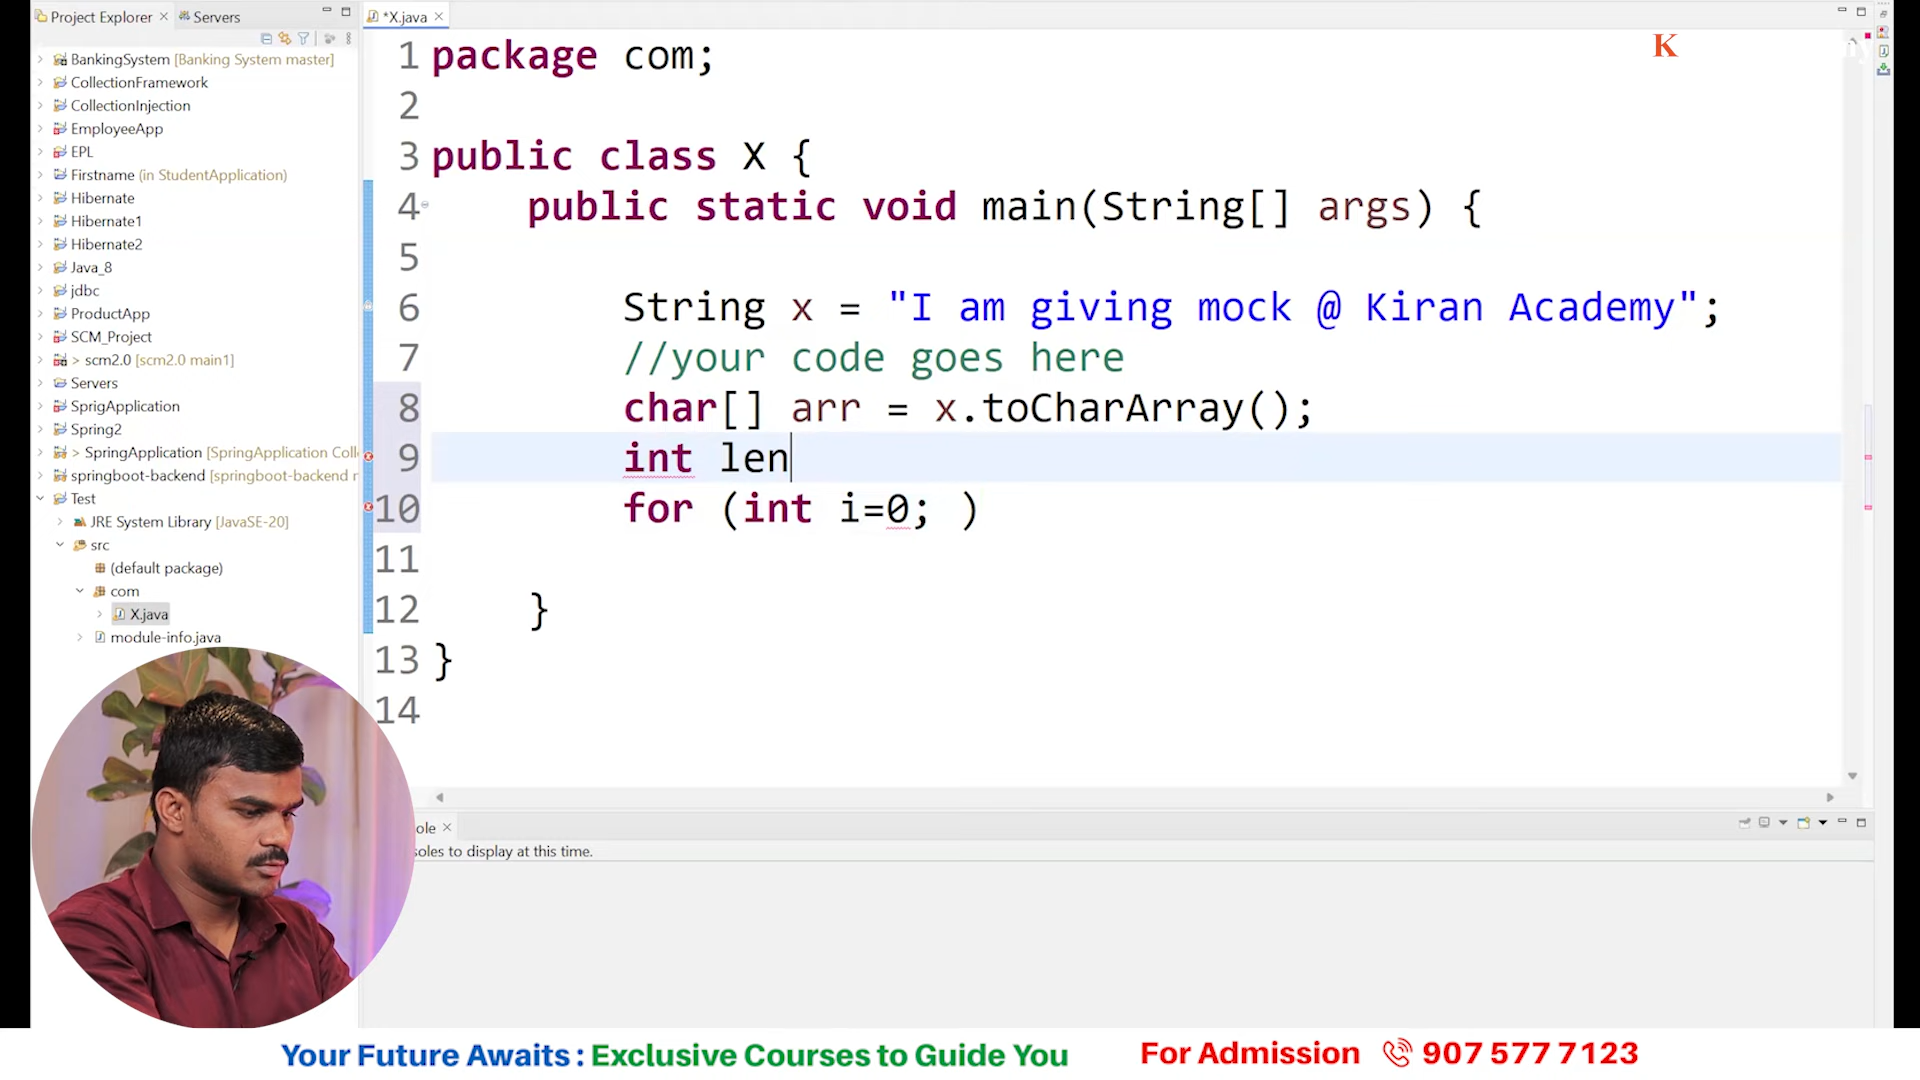 Project Explorer
Servers
*X.java
BankingSystem [Banking System master]
CollectionFramework
CollectionInjection
EmployeeApp
EPL
Firstname (in StudentApplication)
Hibernate
Hibernate1
Hibernate2
Java_8
jdbc
ProductApp
SCM_Project
> scm2.0 [scm2.0 main1]
Servers
SprigApplication
Spring2
> SpringApplication [SpringApplication Coll
springboot-backend [springboot-backend r
Test
JRE System Library [JavaSE-20]
src
(default package)
com
X.java
module-info.java
K
1 package com;
2
3 public class X {
4 public static void main(String[] args) {
5
6 String x = "I am giving mock @ Kiran Academy";
7 //your code goes here
8 char[] arr = x.toCharArray();
9 int len
10 for (int i=0; )
11
12 }
13 }
14
ole
soles to display at this time.
Your Future Awaits : Exclusive Courses to Guide You
For Admission 907 577 7123